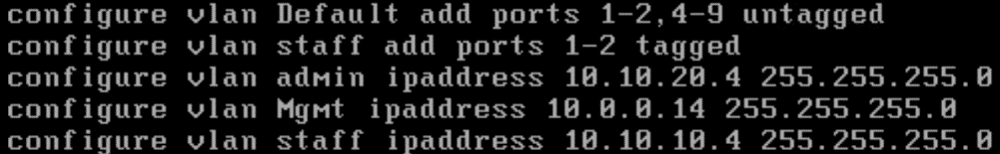 configure vlan Default add ports 1-2,4-9 untagged
configure vlan staff add ports 1-2 tagged
configure vlan admin ipaddress 10.10.20.4 255.255.255.0
configure vlan Mgmt ipaddress 10.0.0.14 255.255.255.0
configure vlan staff ipaddress 10.10.10.4 255.255.255.0